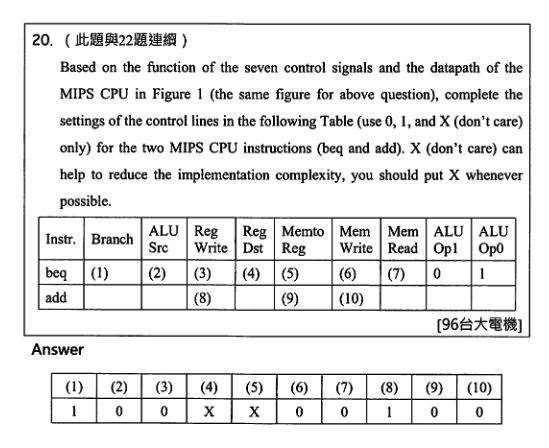 20. （此題與22題連續）
Based on the function of the seven control signals and the datapath of the
MIPS CPU in Figure 1 (the same figure for above question), complete the
settings of the control lines in the following Table (use 0, 1, and X (don't care)
only) for the two MIPS CPU instructions (beq and add). X (don't care) can
help to reduce the implementation complexity, you should put X whenever
possible.
Instr. Branch ALU Src Reg Write Reg Dst Memto Reg Mem Write Mem Read ALU Op1 ALU Op0
beq (1) (2) (3) (4) (5) (6) (7) 0 1
add (8) (9) (10)
[96台大電機]
Answer
(1) (2) (3) (4) (5) (6) (7) (8) (9) (10)
1 0 0 X X 0 0 1 0 0